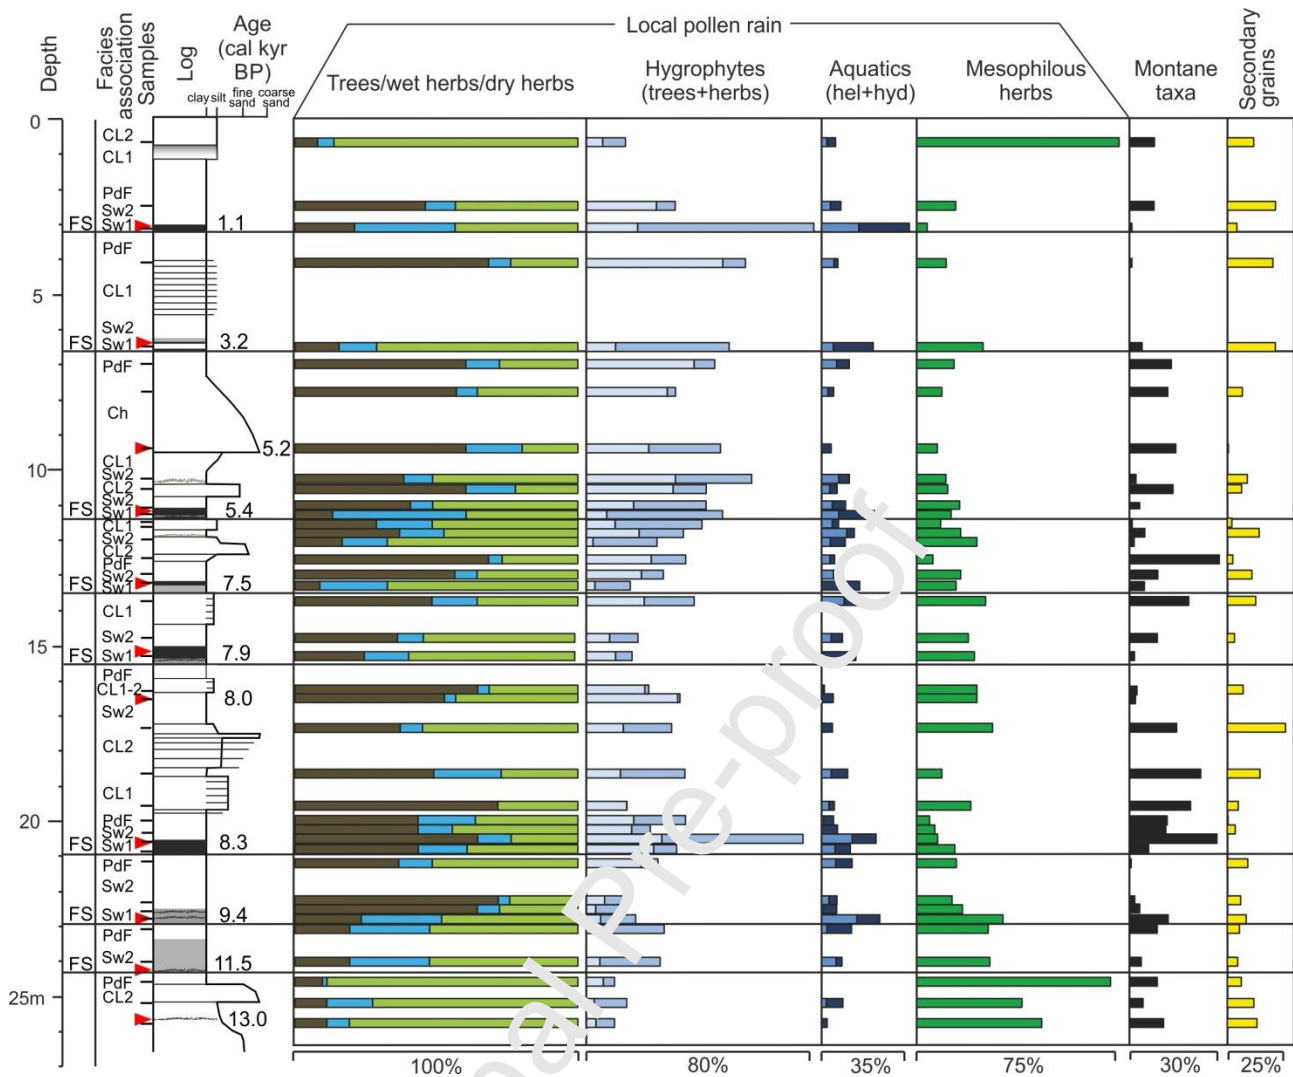 Local pollen rain
Depth
Facies association
Samples
Log
Age (cal kyr BP)
clay silt fine sand coarse sand
Trees/wet herbs/dry herbs
Hygrophytes (trees+herbs)
Aquatics (hel+hyd)
Mesophilous herbs
Montane taxa
Secondary grains
0
CL2
CL1
PdF
Sw2
FS Sw1 1.1
PdF
5
CL1
Sw2
FS Sw1 3.2
PdF
Ch
5.2
CL1
10
Sw2
CL2
Sw2
FS Sw1 5.4
CL1
Sw2
CL2
PdF
Sw2
FS Sw1 7.5
CL1
Sw2
15
FS Sw1 7.9
PdF
CL1-2
8.0
Sw2
CL2
CL1
20
PdF
Sw2
FS Sw1 8.3
PdF
Sw2
FS Sw1 9.4
PdF
Sw2
FS 11.5
PdF
25m
CL2
13.0
100% 80% 35% 75% 30% 25%
nal Pre-proof